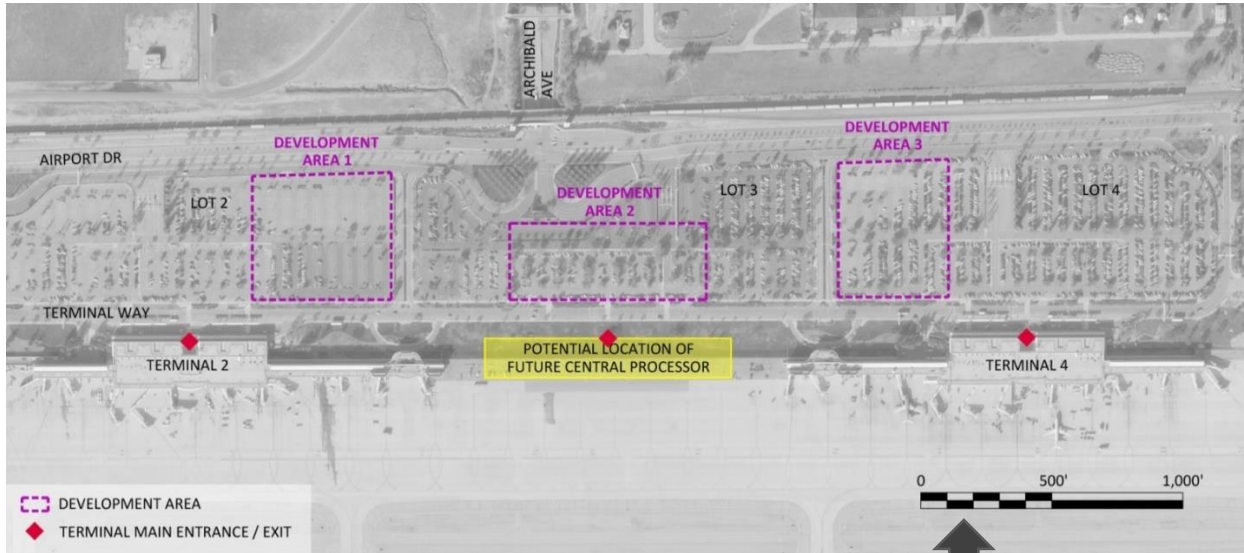 ARCHIBALD
AVE
DEVELOPMENT
AREA 1
DEVELOPMENT
AREA 3
AIRPORT DR
DEVELOPMENT
AREA 2
LOT 2
LOT 3
LOT 4
TERMINAL WAY
POTENTIAL LOCATION OF
FUTURE CENTRAL PROCESSOR
TERMINAL 2
TERMINAL 4
0 500' 1,000'
DEVELOPMENT AREA
TERMINAL MAIN ENTRANCE / EXIT